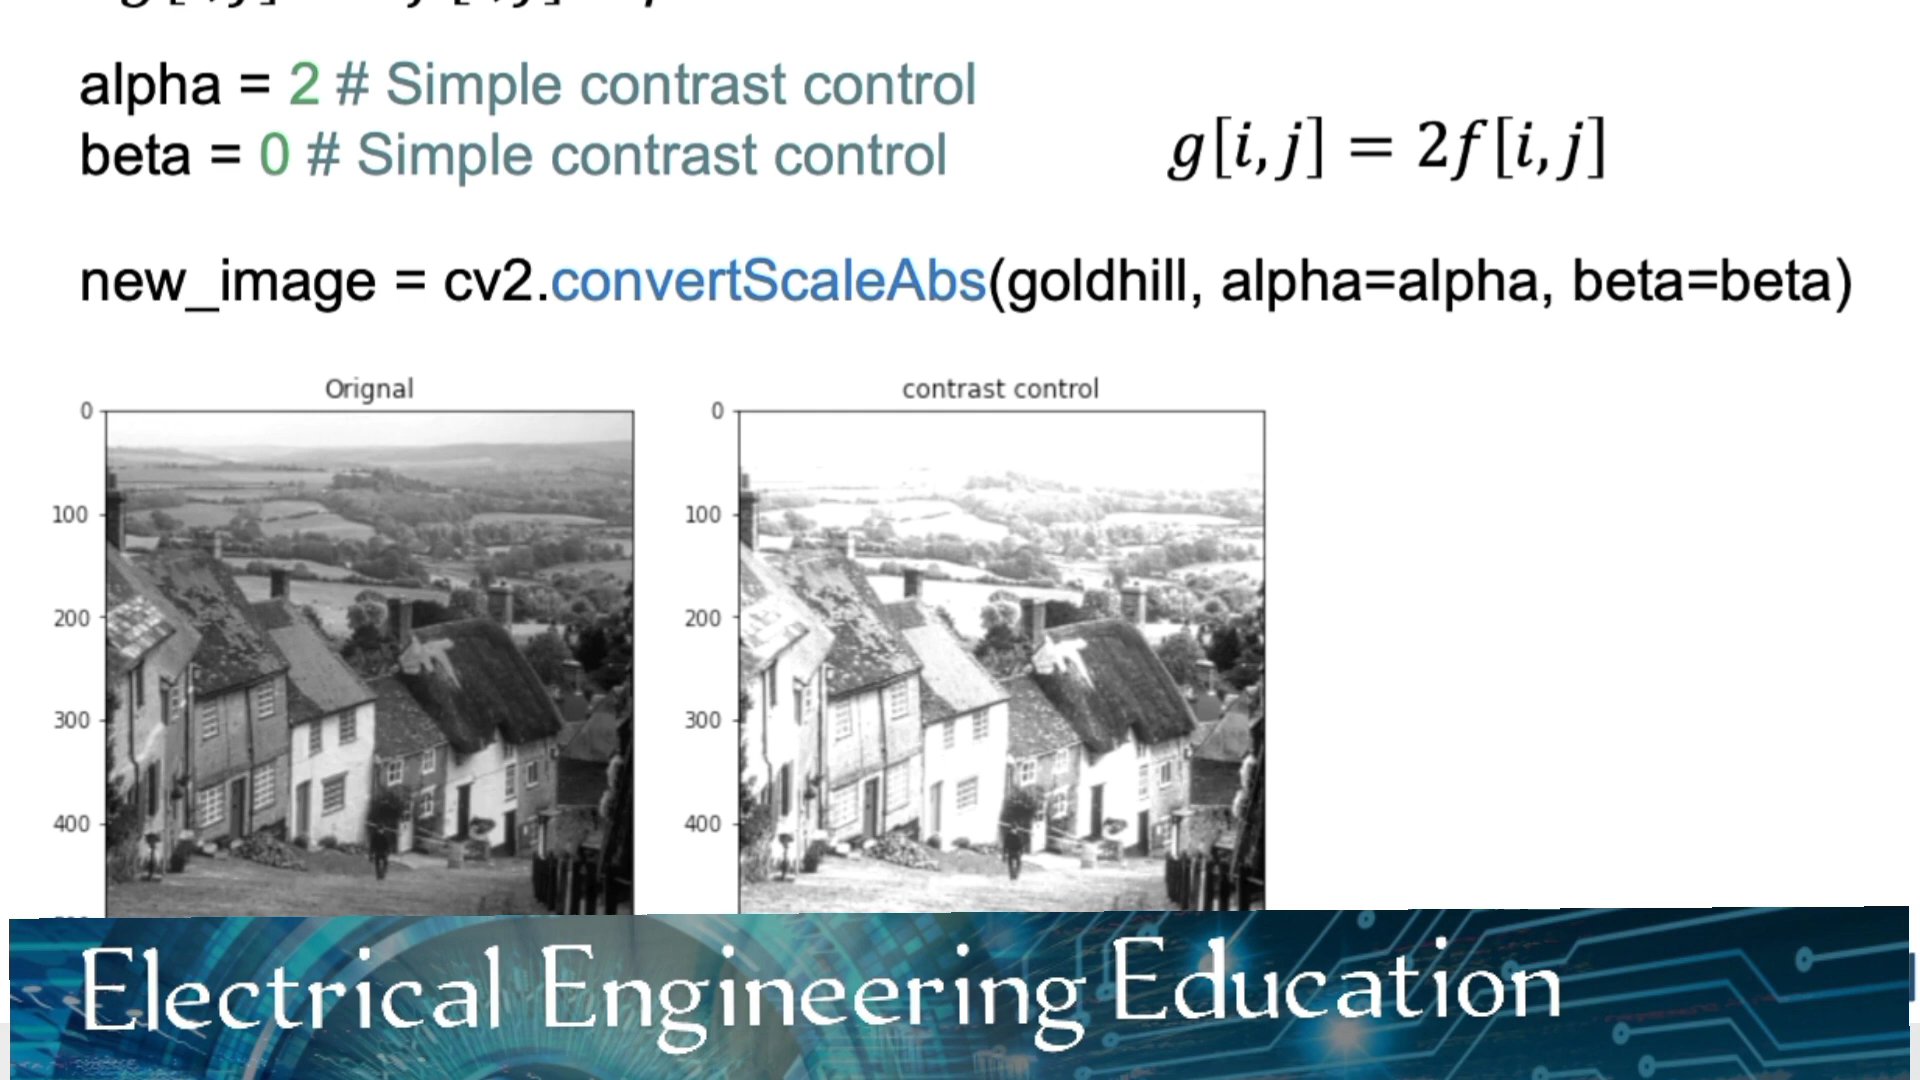 alpha = 2 # Simple contrast control
beta = 0 # Simple contrast control
g[i,j] = 2f[i,j]
new_image = cv2.convertScaleAbs(goldhill, alpha=alpha, beta=beta)
Orignal
contrast control
0
100
200
300
400
0
100
200
300
400
Electrical Engineering Education